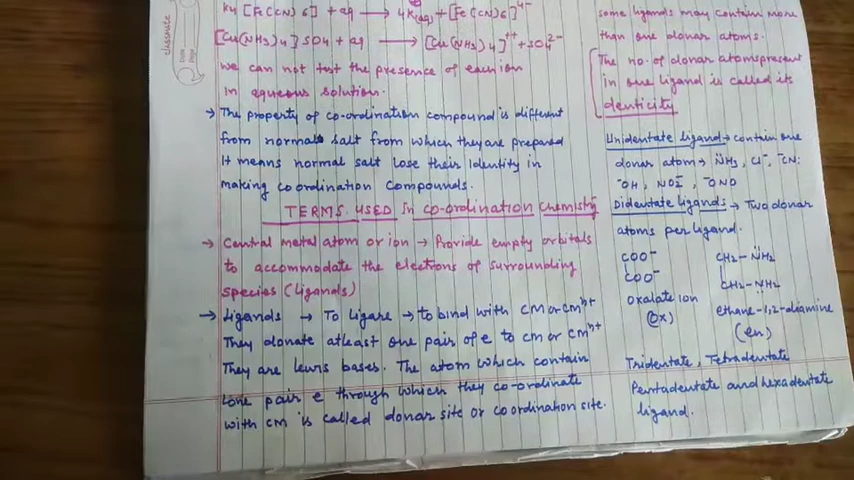 K4 [Fe(CN)6] + aq → 4K(aq) + [Fe(CN)6]4-
[Cu(NH3)4]SO4 + aq → [Cu(NH3)4]++ + SO4 2-
we can not test the presence of each ion
in aqueous solution.
→ The property of co-ordination compound is different
from normal salt from which they are prepared
It means normal salt lose their identity in
making coordination compounds.
TERMS USED In co-ordination chemistry
→ Central metal atom or ion → Provide empty orbitals
to accommodate the electrons of surrounding
species (ligands)
→ Ligands → To ligare → to bind with CM or CM n+
They donate atleast one pair of e to CM or CM n+
They are lewis bases. The atom which contain
lone pair e through which they co-ordinate
with CM is called donar site or coordination site.
some ligands may contain more
than one donar atoms.
The no. of donar atoms present
in one ligand is called its
denticity
Unidentate ligand → contain one
donar atom → NH3, Cl-, -CN:
-OH, NO2-, -ONO
Didentate ligands → Two donar
atoms per ligand.
COO- CH2-NH2
COO- CH2-NH2
oxalate ion ethane-1,2-diamine
(ox) (en)
Tridentate, Tetradentate
Pentadentate and hexadentate
ligand.